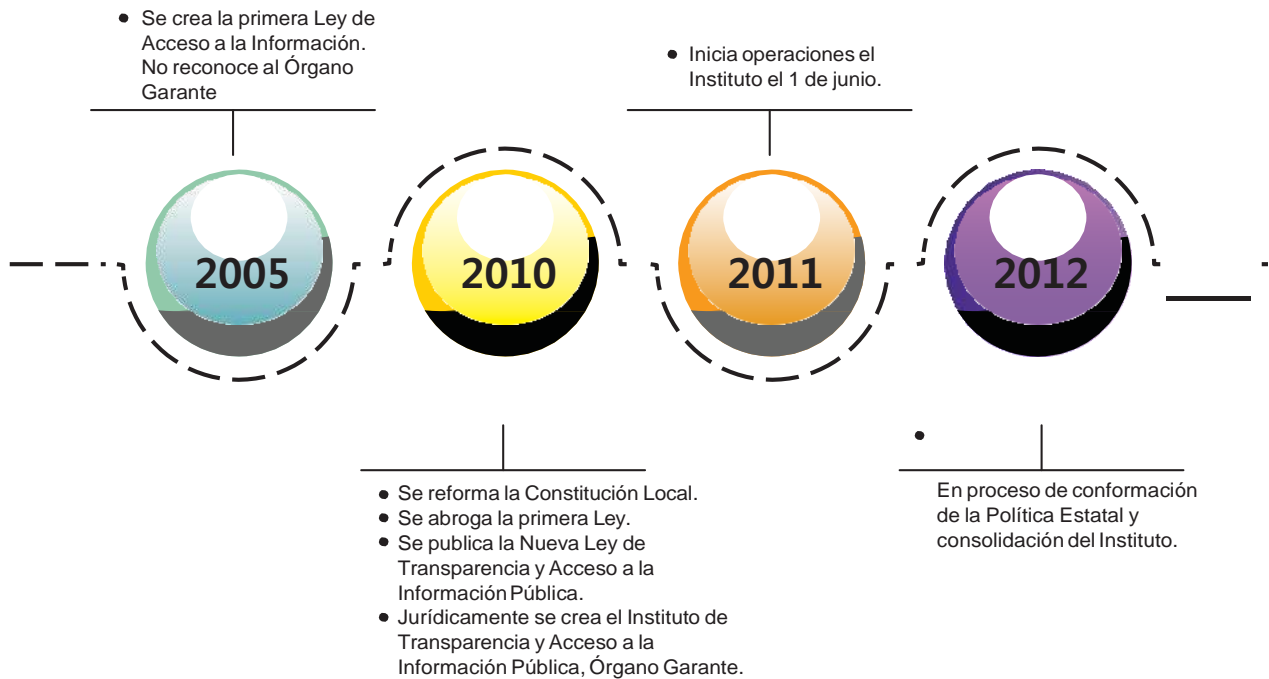 • Se crea la primera Ley de
Acceso a la Información.
No reconoce al Órgano
Garante
2005
2010
• Se reforma la Constitución Local.
• Se abroga la primera Ley.
• Se publica la Nueva Ley de
Transparencia y Acceso a la
Información Pública.
• Jurídicamente se crea el Instituto de
Transparencia y Acceso a la
Información Pública, Órgano Garante.
• Inicia operaciones el
Instituto el 1 de junio.
2011
2012
•
En proceso de conformación
de la Política Estatal y
consolidación del Instituto.